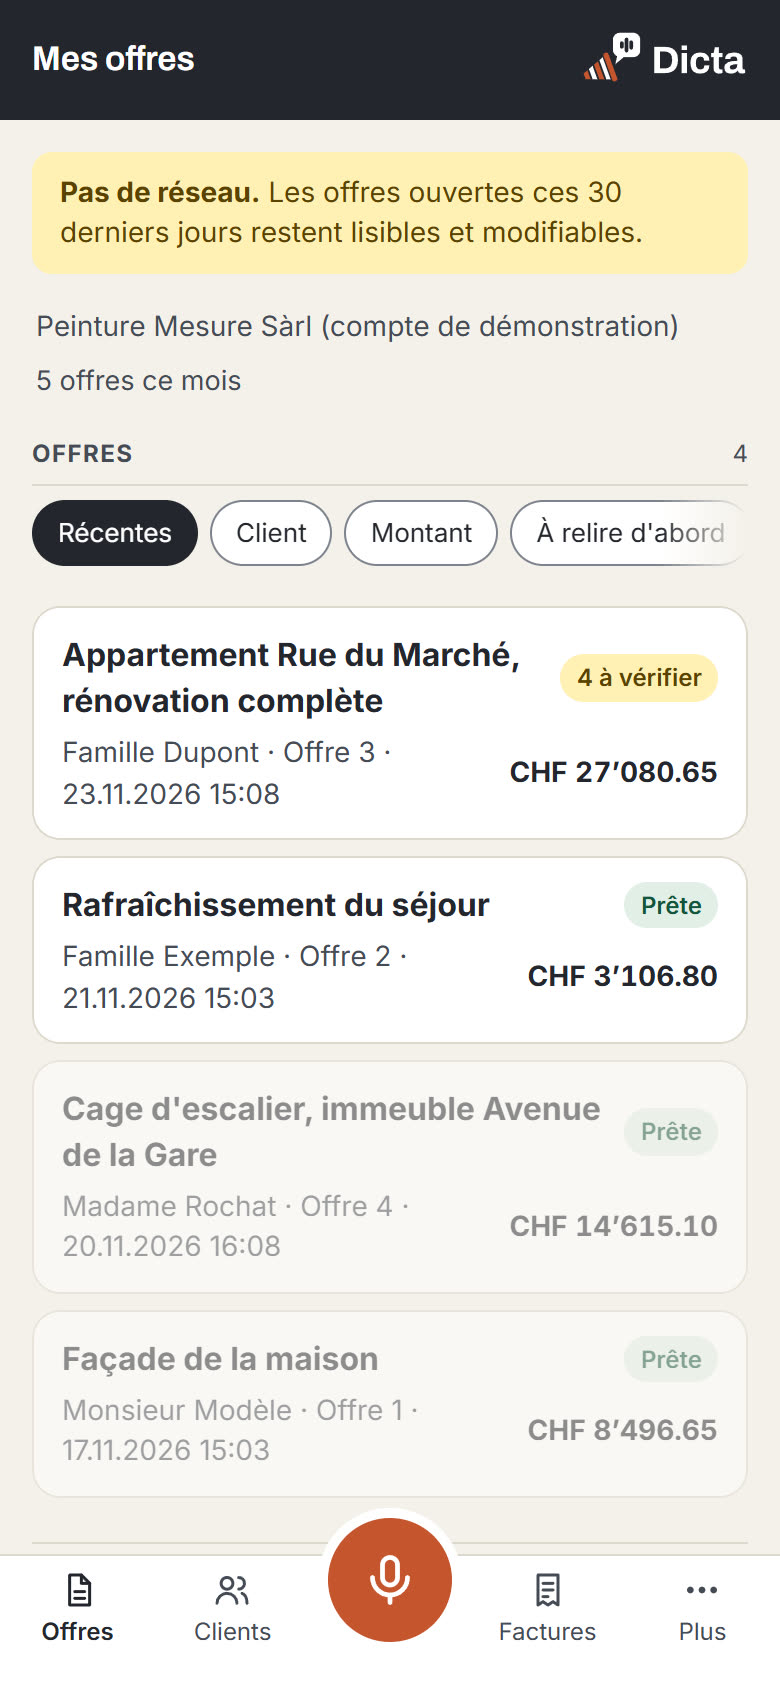 Mes offres
Dicta
Pas de réseau. Les offres ouvertes ces 30
derniers jours restent lisibles et modifiables.
Peinture Mesure Sàrl (compte de démonstration)
5 offres ce mois
OFFRES
4
Récentes
Client
Montant
À relire d'abord
Appartement Rue du Marché,
rénovation complète
4 à vérifier
Famille Dupont · Offre 3 ·
23.11.2026 15:08
CHF 27’080.65
Rafraîchissement du séjour
Prête
Famille Exemple · Offre 2 ·
21.11.2026 15:03
CHF 3’106.80
Cage d'escalier, immeuble Avenue
de la Gare
Prête
Madame Rochat · Offre 4 ·
20.11.2026 16:08
CHF 14’615.10
Façade de la maison
Prête
Monsieur Modèle · Offre 1 ·
17.11.2026 15:03
CHF 8’496.65
Offres
Clients
Factures
Plus